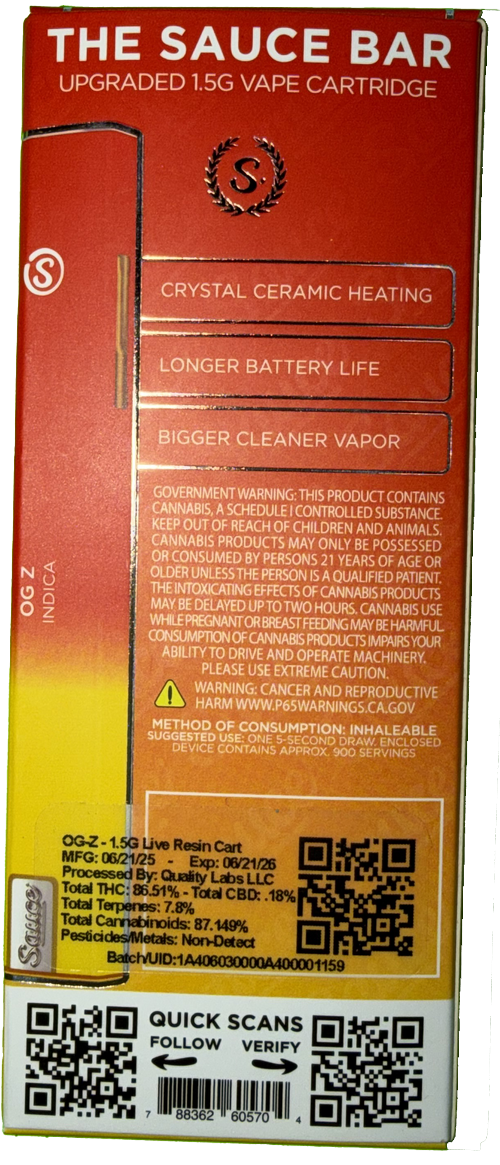 THE SAUCE BAR
UPGRADED 1.5G VAPE CARTRIDGE
S
S
CRYSTAL CERAMIC HEATING
LONGER BATTERY LIFE
BIGGER CLEANER VAPOR
OG Z
INDICA
GOVERNMENT WARNING: THIS PRODUCT CONTAINS
CANNABIS, A SCHEDULE I CONTROLLED SUBSTANCE.
KEEP OUT OF REACH OF CHILDREN AND ANIMALS.
CANNABIS PRODUCTS MAY ONLY BE POSSESSED
OR CONSUMED BY PERSONS 21 YEARS OF AGE OR
OLDER UNLESS THE PERSON IS A QUALIFIED PATIENT.
THE INTOXICATING EFFECTS OF CANNABIS PRODUCTS
MAY BE DELAYED UP TO TWO HOURS. CANNABIS USE
WHILE PREGNANT OR BREAST FEEDING MAY BE HARMFUL.
CONSUMPTION OF CANNABIS PRODUCTS IMPAIRS YOUR
ABILITY TO DRIVE AND OPERATE MACHINERY.
PLEASE USE EXTREME CAUTION.
WARNING: CANCER AND REPRODUCTIVE
HARM WWW.P65WARNINGS.CA.GOV
METHOD OF CONSUMPTION: INHALEABLE
SUGGESTED USE: ONE 5-SECOND DRAW. ENCLOSED
DEVICE CONTAINS APPROX. 900 SERVINGS
OG-Z - 1.5G Live Resin Cart
MFG: 06/21/25 - Exp: 06/21/26
Processed By: Quality Labs LLC
Total THC: 86.51% - Total CBD: .18%
Total Terpenes: 7.8%
Total Cannabinoids: 87.149%
Pesticides/Metals: Non-Detect
Batch/UID:1A406030000A400001159
Sauce
QUICK SCANS
FOLLOW VERIFY
7 88362 60570 4